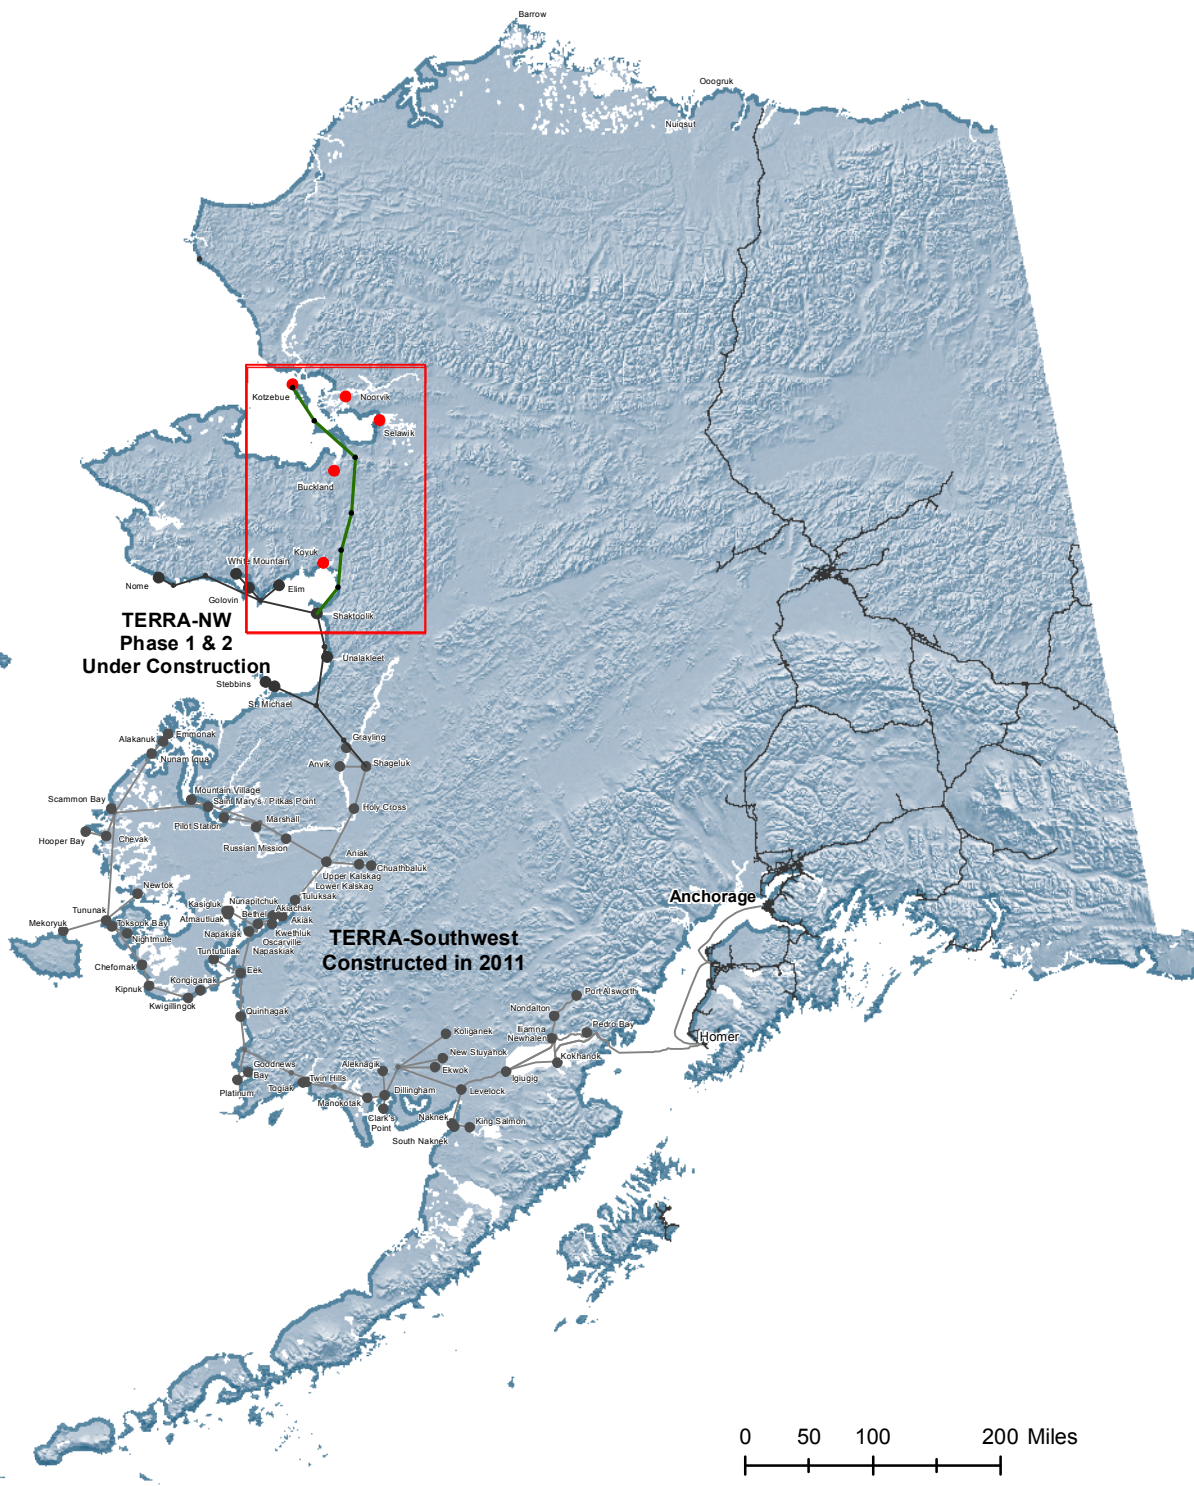 Barrow
Ooogruk
Nuiqsut
Kotzebue
Noorvik
Selawik
Buckland
Koyuk
White Mountain
Nome
Elim
Golovin
Shaktoolik
TERRA-NW
Phase 1 & 2
Under Construction
Unalakleet
Stebbins
St. Michael
Emmonak
Alakanuk
Grayling
Nunam Iqua
Anvik
Shageluk
Mountain Village
Scammon Bay
Saint Mary's / Pitkas Point
Holy Cross
Pilot Station
Marshall
Hooper Bay
Chevak
Russian Mission
Aniak
Chuathbaluk
Upper Kalskag
Lower Kalskag
Newtok
Tuluksak
Kasigluk
Nunapitchuk
Anchorage
Tununak
Akiachak
Atmautluak
Bethel
Akiak
Mekoryuk
Toksook Bay
Napakiak
Kwethluk
Nightmute
Oscarville
Napaskiak
TERRA-Southwest
Constructed in 2011
Tuntutuliak
Chefornak
Eek
Kongiganak
Kipnuk
Kwigillingok
Port Alsworth
Nondalton
Quinhagak
Iliamna
Newhalen
Pedro Bay
Koliganek
Homer
New Stuyahok
Kokhanok
Goodnews
Bay
Aleknagik
Ekwok
Igiugig
Platinum
Togiak
Twin Hills
Dillingham
Levelock
Manokotak
Clark's
Point
Naknek
King Salmon
South Naknek
0 50 100 200 Miles